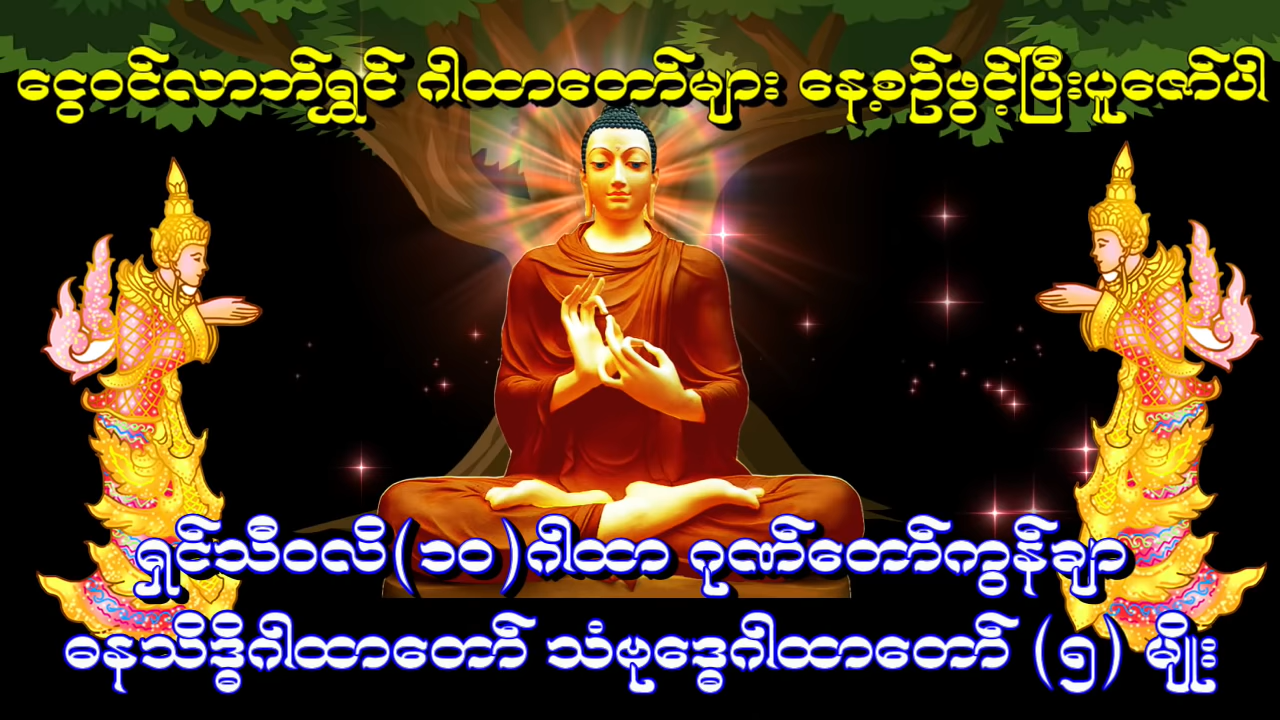 ငွေဝင်လာဘ်ရွှင် ဂါထာတော်များ နေ့စဉ်ဖွင့်ပြီးပူဇော်ပါ
ရှင်သီဝလိ(၁၀)ဂါထာ ဂုဏ်တော်ကွန်ချာ
ဓနသိဒ္ဓိဂါထာတော် သံဗုဒ္ဓေဂါထာတော် (၅) မျိုး